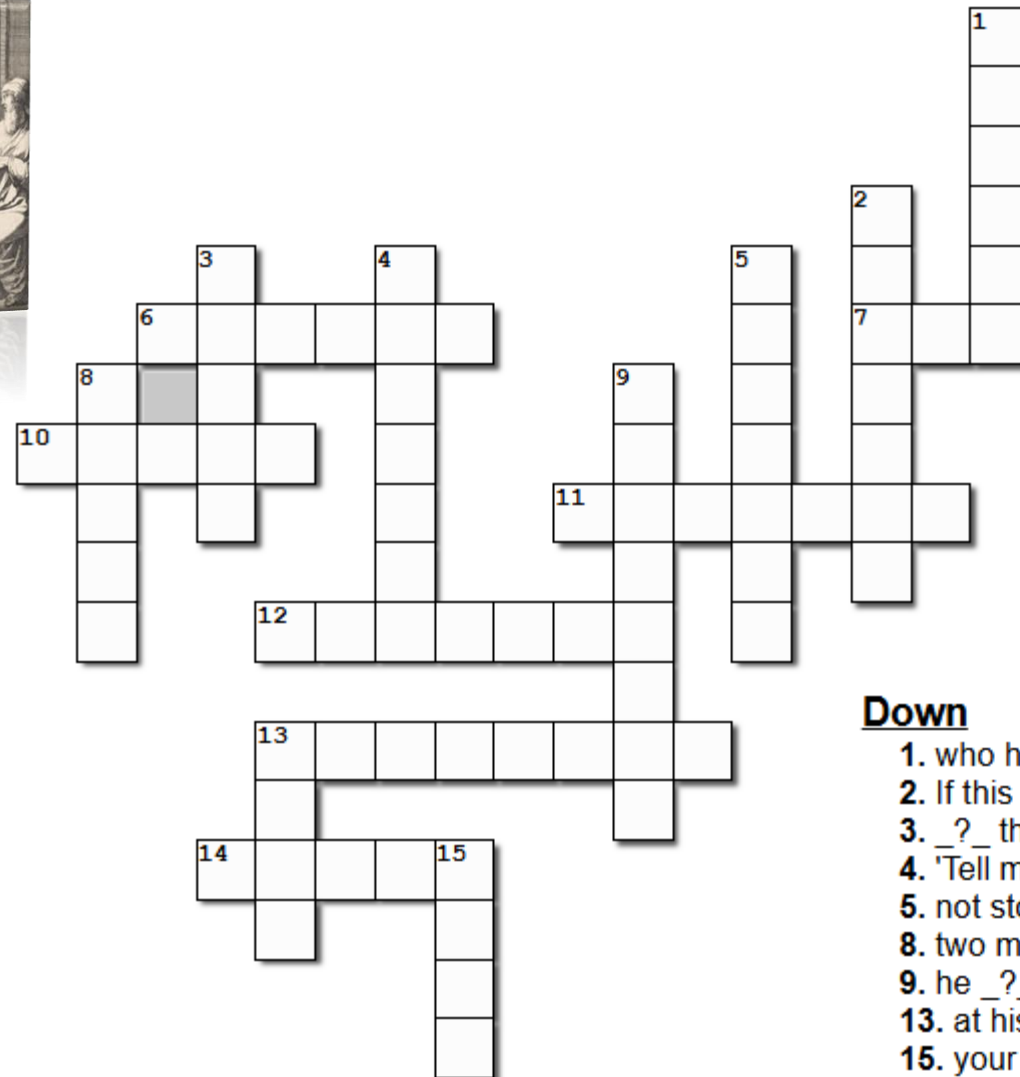 1
2
3 4 5
6 7
8 9
10
11
12
13
14 15
Down
1. who h
2. If this
3. _?_ th
4. 'Tell m
5. not sto
8. two m
9. he _?_
13. at his
15. your